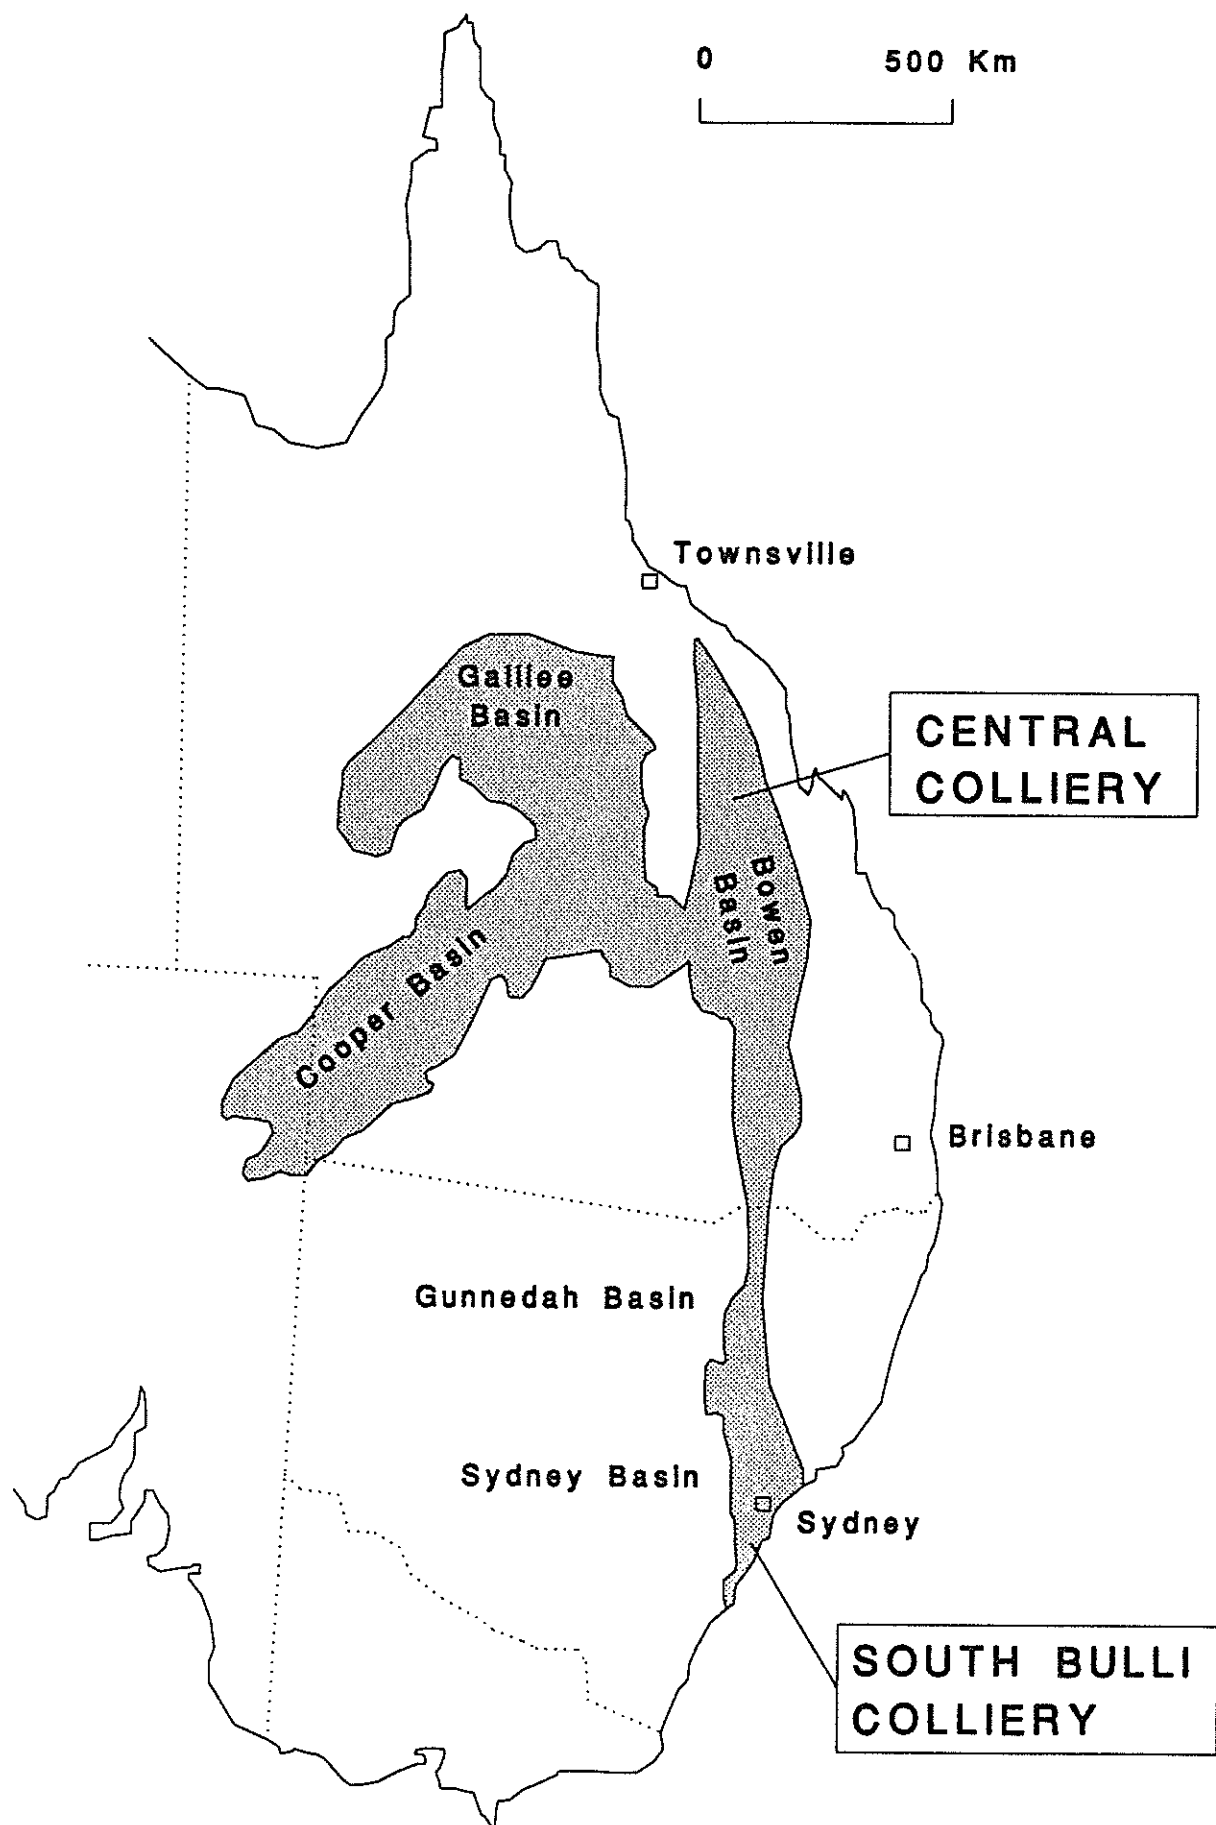 0 500 Km
Townsville
Galilee
Basin
CENTRAL
COLLIERY
Bowen
Basin
Cooper Basin
Brisbane
Gunnedah Basin
Sydney Basin
Sydney
SOUTH BULLI
COLLIERY